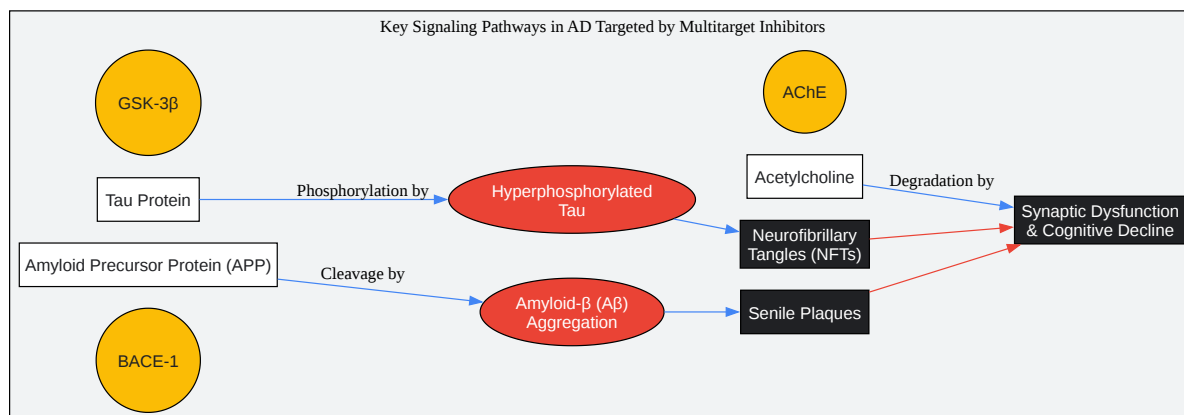 Key Signaling Pathways in AD Targeted by Multitarget Inhibitors
GSK-3β
AChE
Tau Protein
Phosphorylation by
Hyperphosphorylated
Tau
Acetylcholine
Degradation by
Synaptic Dysfunction
& Cognitive Decline
Neurofibrillary
Tangles (NFTs)
Amyloid Precursor Protein (APP)
Cleavage by
Amyloid-β (Aβ)
Aggregation
Senile Plaques
BACE-1